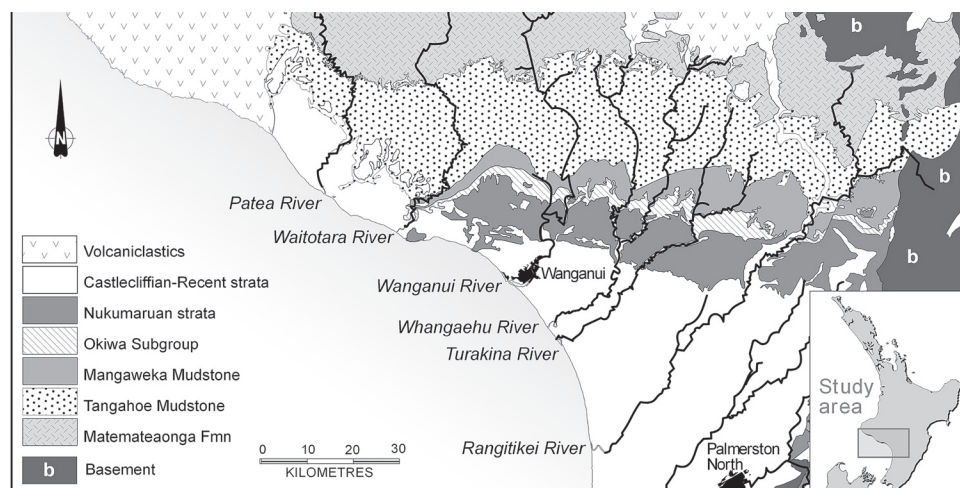 b
N
b
Patea River
Waitotara River
b
Volcaniclastics
Castlecliffian-Recent strata
Wanganui
Wanganui River
Nukumaruan strata
Whangaehu River
Okiwa Subgroup
Turakina River
Mangaweka Mudstone
Study
area
Tangahoe Mudstone
Matemateaonga Fmn
Rangitikei River
0 10 20 30
KILOMETRES
Palmerston
North
b Basement